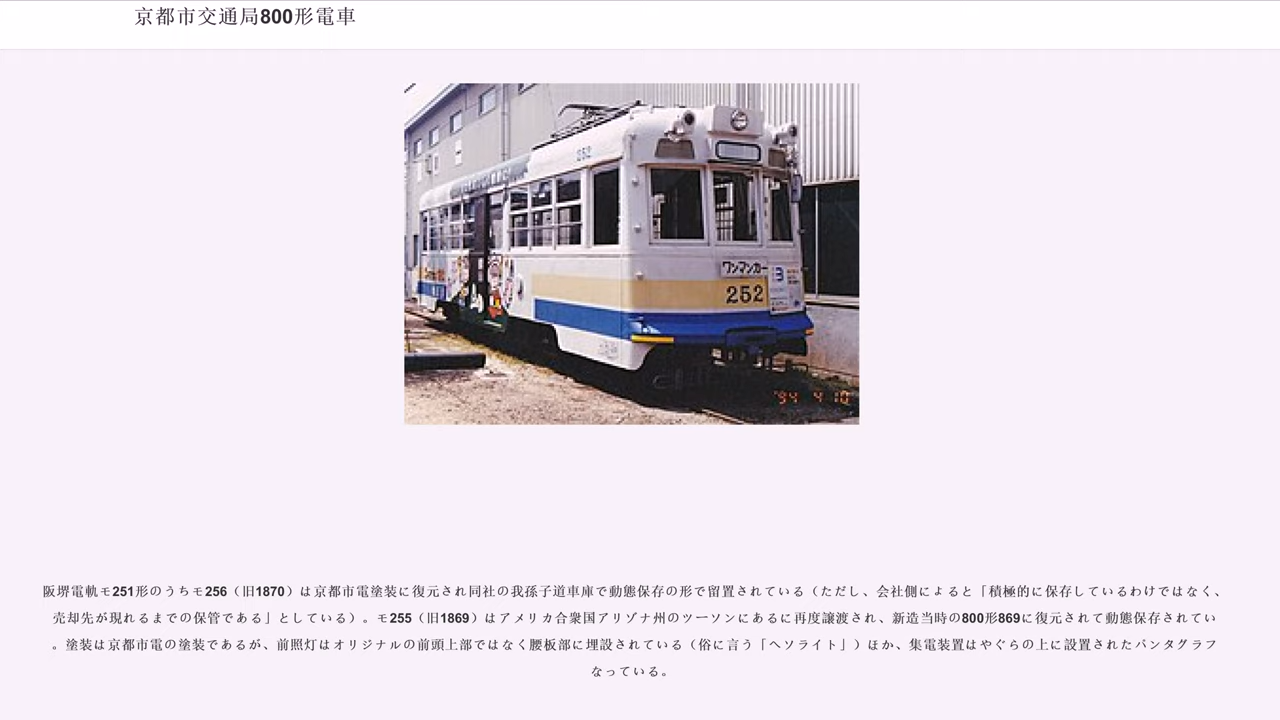 京都市交通局800形電車
252
ワンマンカー
252
'94 4 10
阪堺電軌モ251形のうちモ256（旧1870）は京都市電塗装に復元され同社の我孫子道車庫で動態保存の形で留置されている（ただし、会社側によると「積極的に保存しているわけではなく、
売却先が現れるまでの保管である」としている）。モ255（旧1869）はアメリカ合衆国アリゾナ州のツーソンにあるに再度譲渡され、新造当時の800形869に復元されて動態保存されてい
。塗装は京都市電の塗装であるが、前照灯はオリジナルの前頭上部ではなく腰板部に埋設されている（俗に言う「ヘソライト」）ほか、集電装置はやぐらの上に設置されたパンタグラフ
なっている。